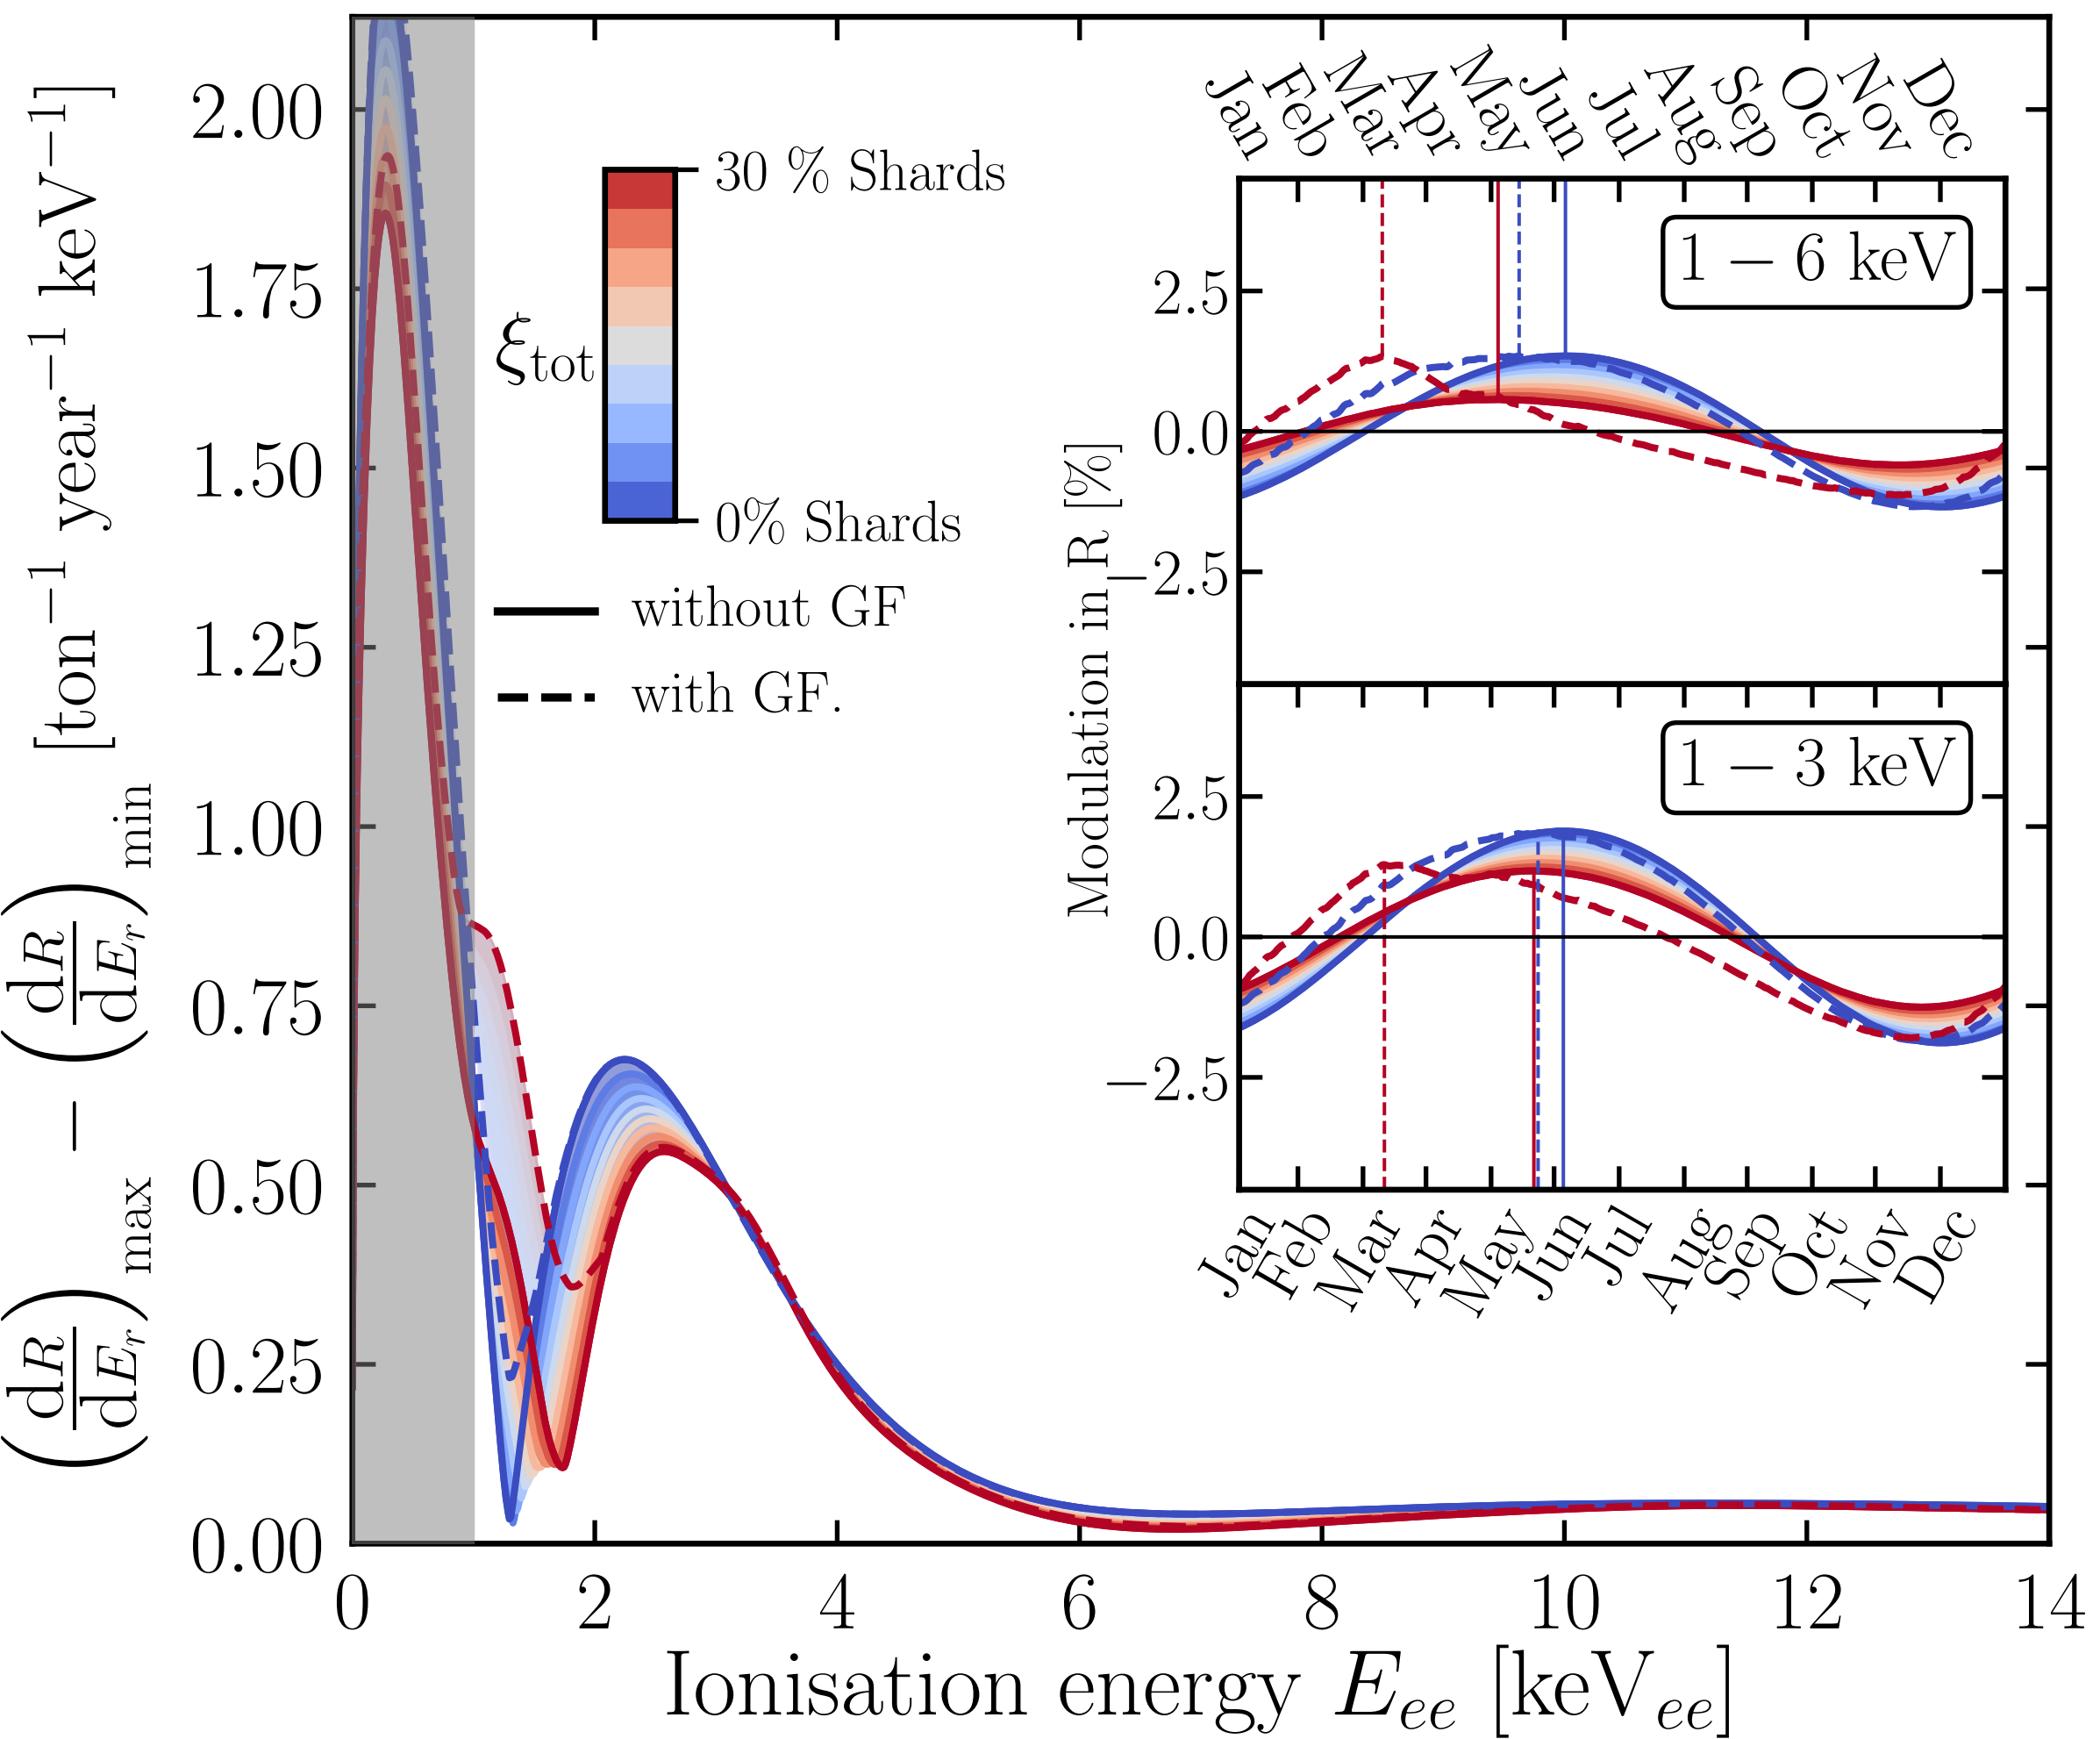 (dR/dE_r)_max − (dR/dE_r)_min [ton⁻¹ year⁻¹ keV⁻¹]
2.00
1.75
1.50
1.25
1.00
0.75
0.50
0.25
0.00
0 2 4 6 8 10 12 14
Ionisation energy E_ee [keV_ee]
ξ_tot
30 % Shards
0% Shards
without GF
with GF.
Modulation in R [%]
Jan Feb Mar Apr May Jun Jul Aug Sep Oct Nov Dec
1 − 6 keV
2.5
0.0
−2.5
1 − 3 keV
2.5
0.0
−2.5
Jan Feb Mar Apr May Jun Jul Aug Sep Oct Nov Dec